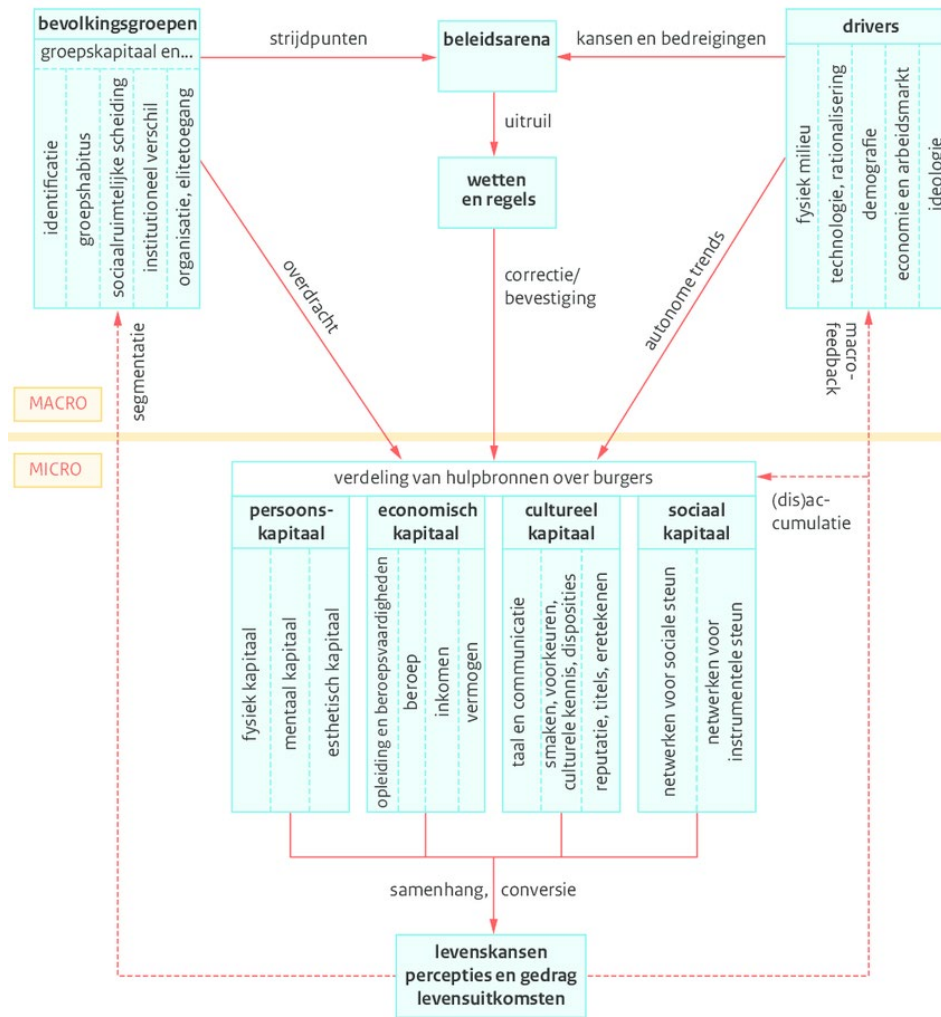 bevolkingsgroepen
groepskapitaal en...
identificatie
groepshabitus
sociaalruimtelijke scheiding
institutioneel verschil
organisatie, elitetoegang
strijdpunten
beleidsarena
kansen en bedreigingen
drivers
fysiek milieu
technologie, rationalisering
demografie
economie en arbeidsmarkt
ideologie
uitruil
wetten
en regels
overdracht
correctie/
bevestiging
autonome trends
segmentatie
macro-
feedback
MACRO
MICRO
verdeling van hulpbronnen over burgers
(dis)ac-
cumulatie
persoons-
kapitaal
fysiek kapitaal
mentaal kapitaal
esthetisch kapitaal
economisch
kapitaal
opleiding en beroepsvaardigheden
beroep
inkomen
vermogen
cultureel
kapitaal
taal en communicatie
smaken, voorkeuren,
culturele kennis, disposities
reputatie, titels, eretekenen
sociaal
kapitaal
netwerken voor sociale steun
netwerken voor
instrumentele steun
samenhang, conversie
levenskansen
percepties en gedrag
levensuitkomsten